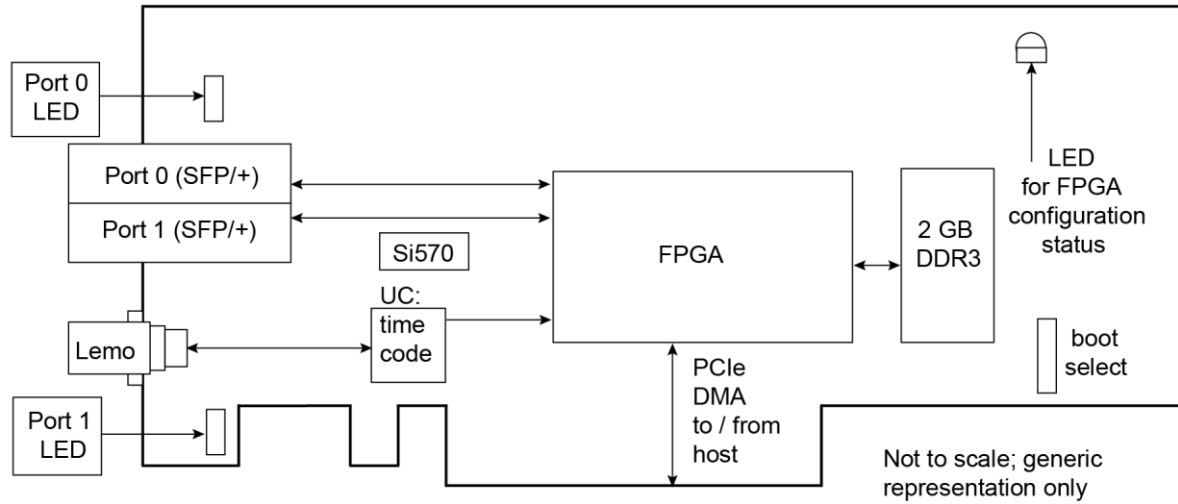 Port 0
LED
Port 0 (SFP/+)
Port 1 (SFP/+)
Si570
UC:
time
code
Lemo
Port 1
LED
FPGA
2 GB
DDR3
LED
for FPGA
configuration
status
boot
select
PCIe
DMA
to / from
host
Not to scale; generic
representation only